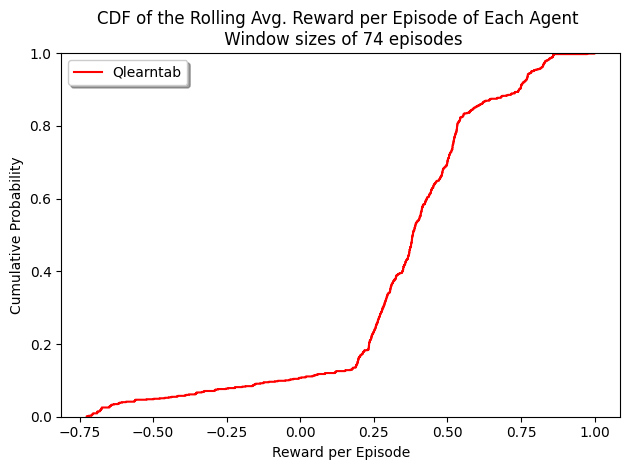 CDF of the Rolling Avg. Reward per Episode of Each Agent
Window sizes of 74 episodes
Qlearntab
1.0
0.8
0.6
0.4
0.2
0.0
Cumulative Probability
−0.75 −0.50 −0.25 0.00 0.25 0.50 0.75 1.00
Reward per Episode